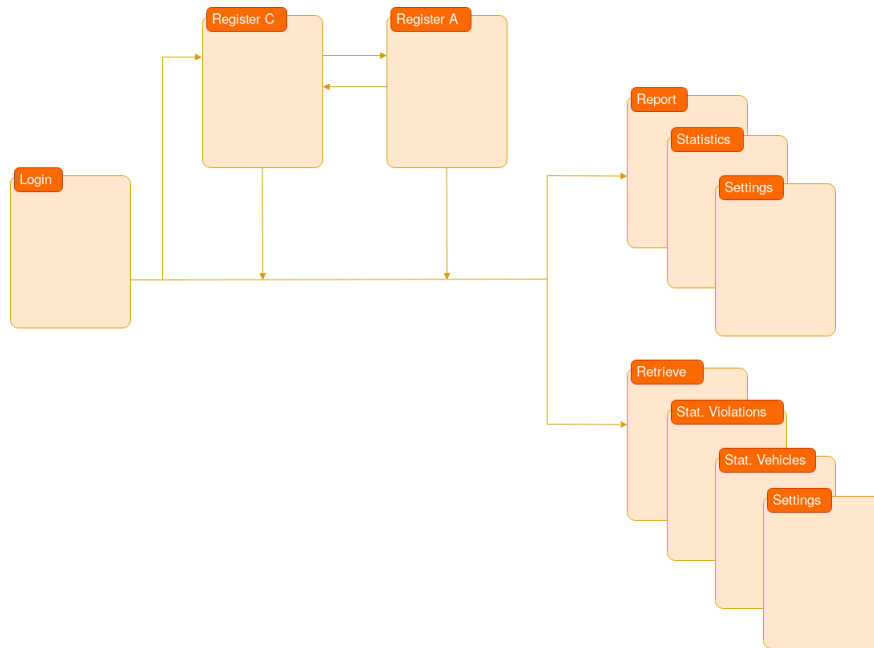 Register C
Register A
Login
Report
Statistics
Settings
Retrieve
Stat. Violations
Stat. Vehicles
Settings